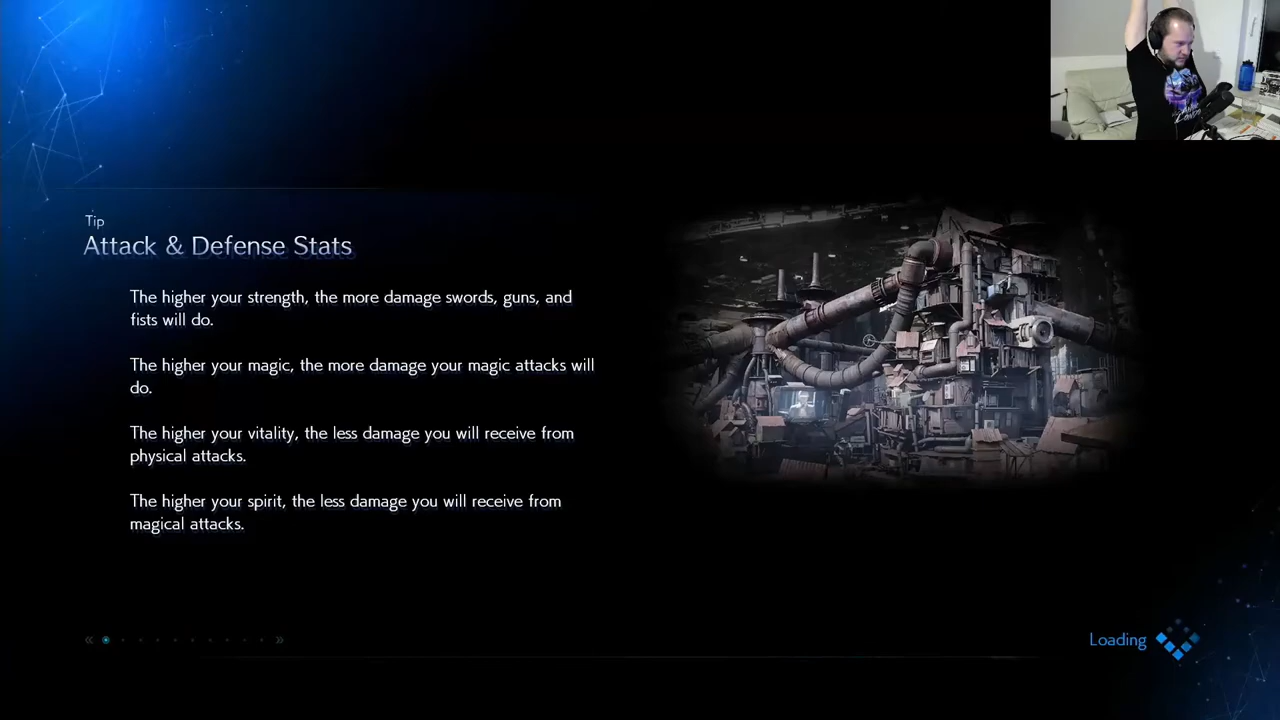 Tip
Attack & Defense Stats
The higher your strength, the more damage swords, guns, and
fists will do.
The higher your magic, the more damage your magic attacks will
do.
The higher your vitality, the less damage you will receive from
physical attacks.
The higher your spirit, the less damage you will receive from
magical attacks.
Loading